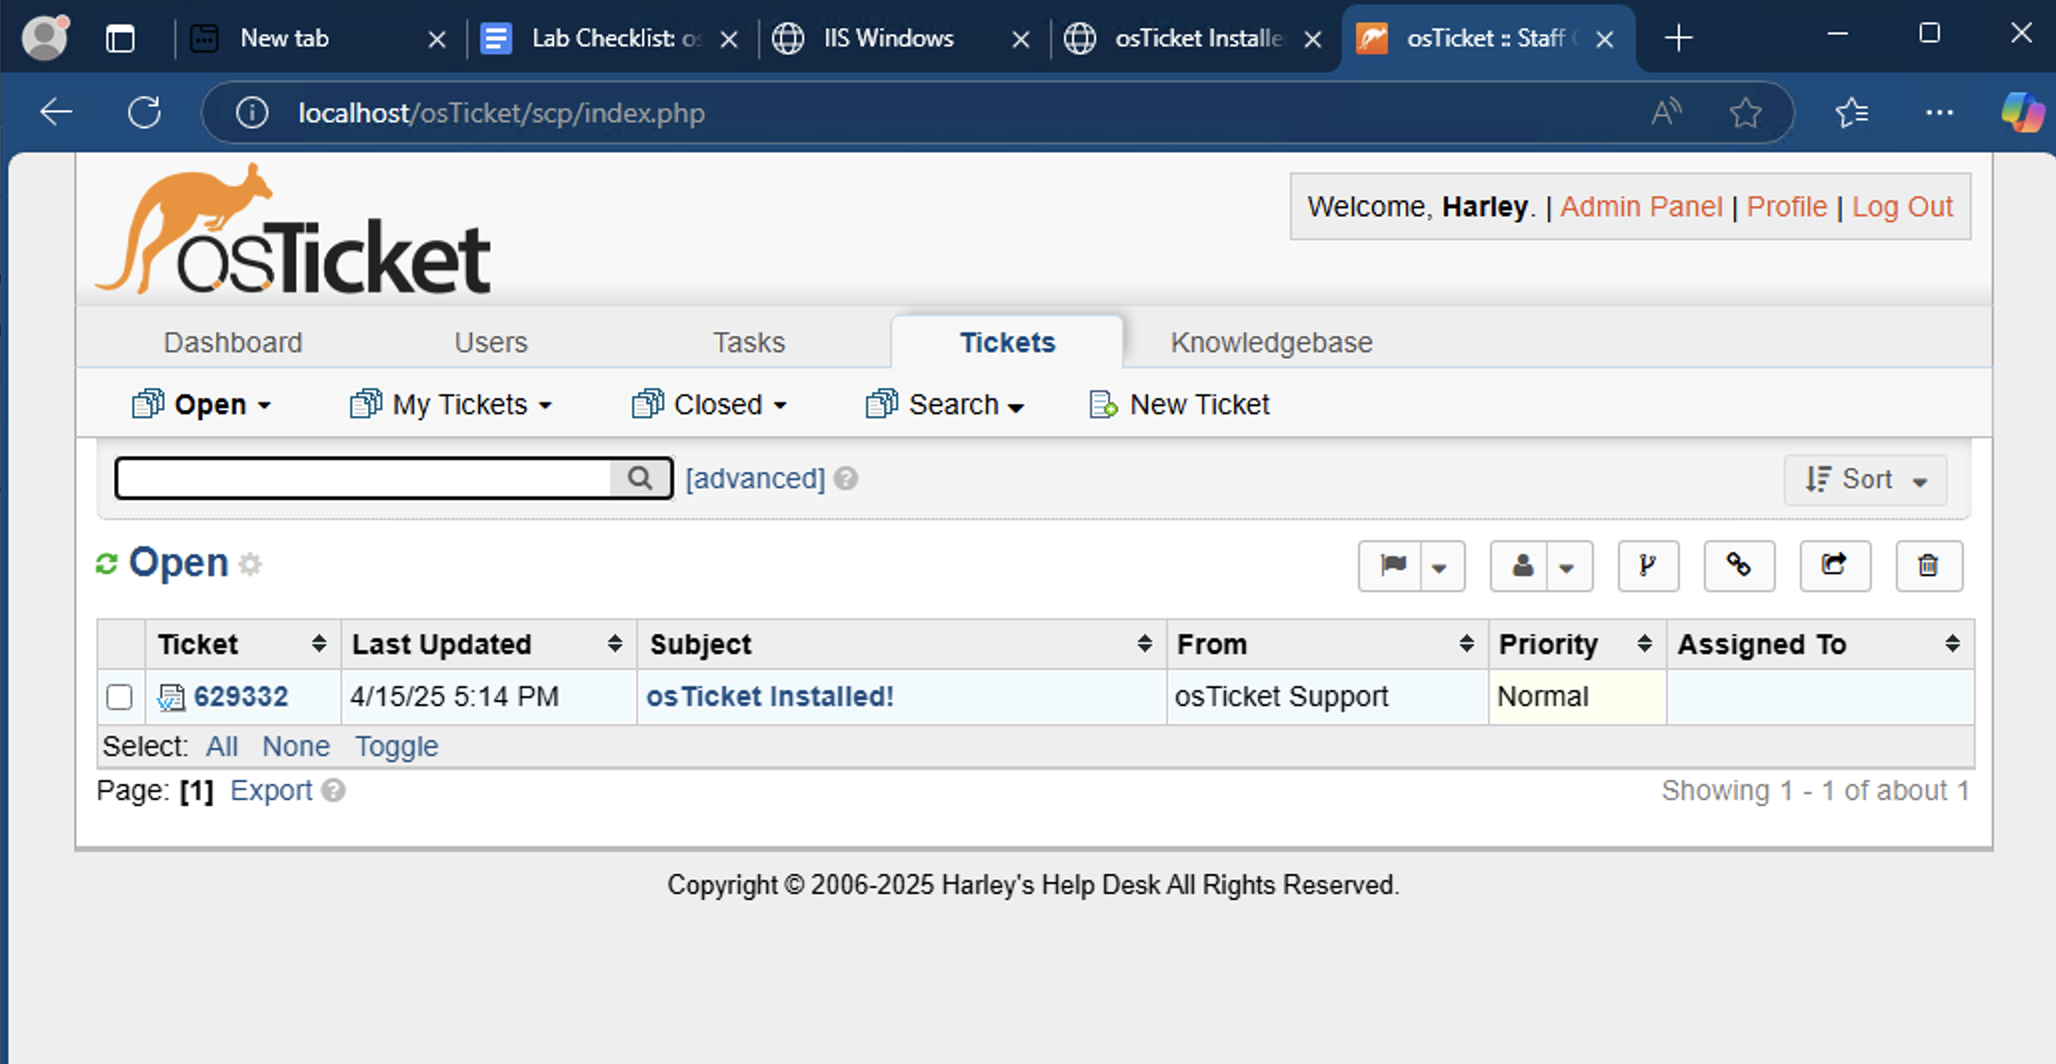 New tab
Lab Checklist: os
IIS Windows
osTicket Installe
osTicket :: Staff
localhost/osTicket/scp/index.php
osTicket
Welcome, Harley. | Admin Panel | Profile | Log Out
Dashboard Users Tasks Tickets Knowledgebase
Open My Tickets Closed Search New Ticket
[advanced] Sort
Open
Ticket Last Updated Subject From Priority Assigned To
629332 4/15/25 5:14 PM osTicket Installed! osTicket Support Normal
Select: All None Toggle
Page: [1] Export Showing 1 - 1 of about 1
Copyright © 2006-2025 Harley's Help Desk All Rights Reserved.